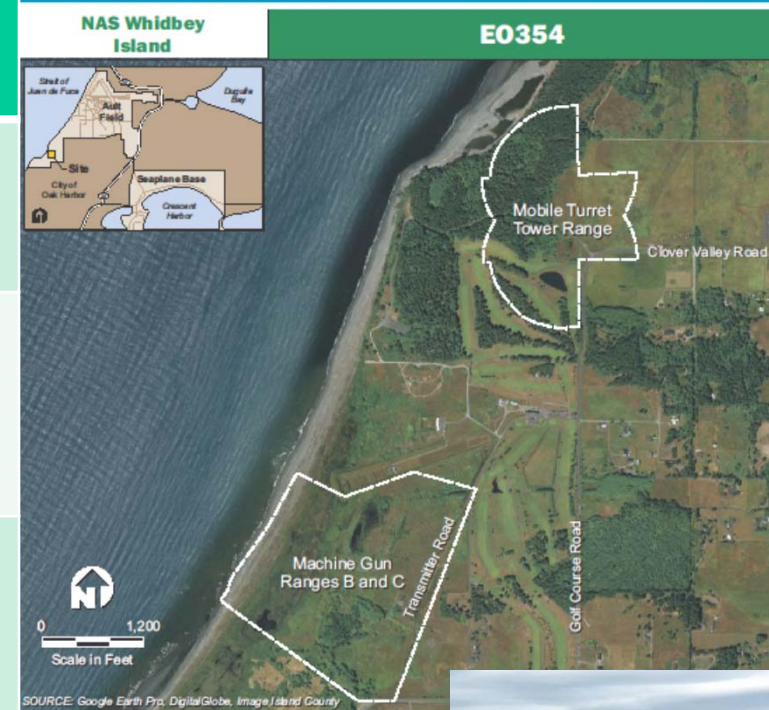 NAS Whidbey
Island
EO354
Strait of
Juan de Fuca
Ault
Field
Dugualla
Bay
Site
City of
Oak Harbor
Seaplane Base
Crescent
Harbor
Mobile Turret
Tower Range
Clover Valley Road
Machine Gun
Ranges B and C
Transmitter Road
Golf Course Road
N
0 1,200
Scale in Feet
SOURCE: Google Earth Pro, DigitalGlobe, Image Island County